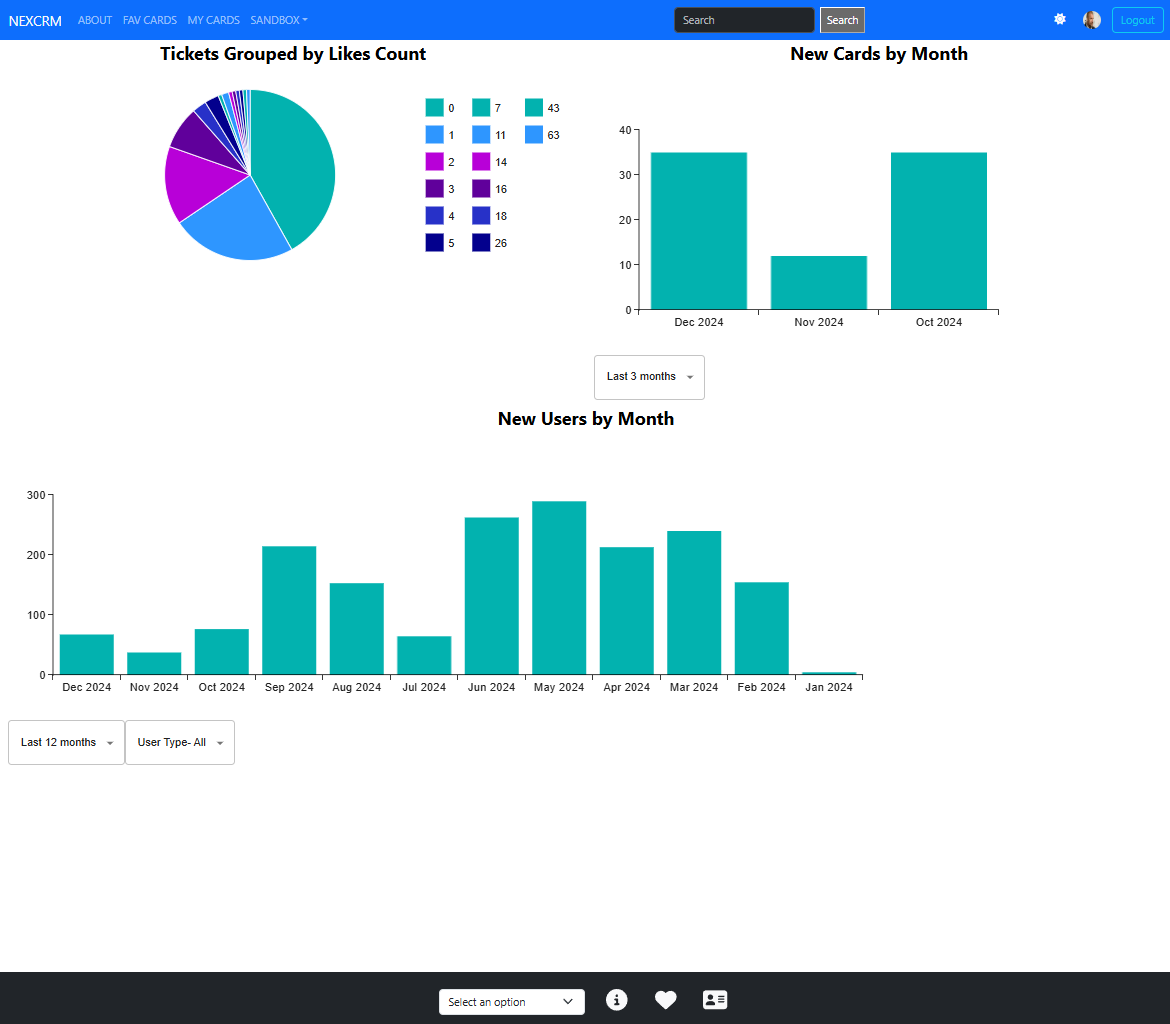 NEXCRM ABOUT FAV CARDS MY CARDS SANDBOX Search Search Logout
Tickets Grouped by Likes Count
0 7 43
1 11 63
2 14
3 16
4 18
5 26
New Cards by Month
40
30
20
10
0
Dec 2024 Nov 2024 Oct 2024
Last 3 months
New Users by Month
300
200
100
0
Dec 2024 Nov 2024 Oct 2024 Sep 2024 Aug 2024 Jul 2024 Jun 2024 May 2024 Apr 2024 Mar 2024 Feb 2024 Jan 2024
Last 12 months User Type- All
Select an option